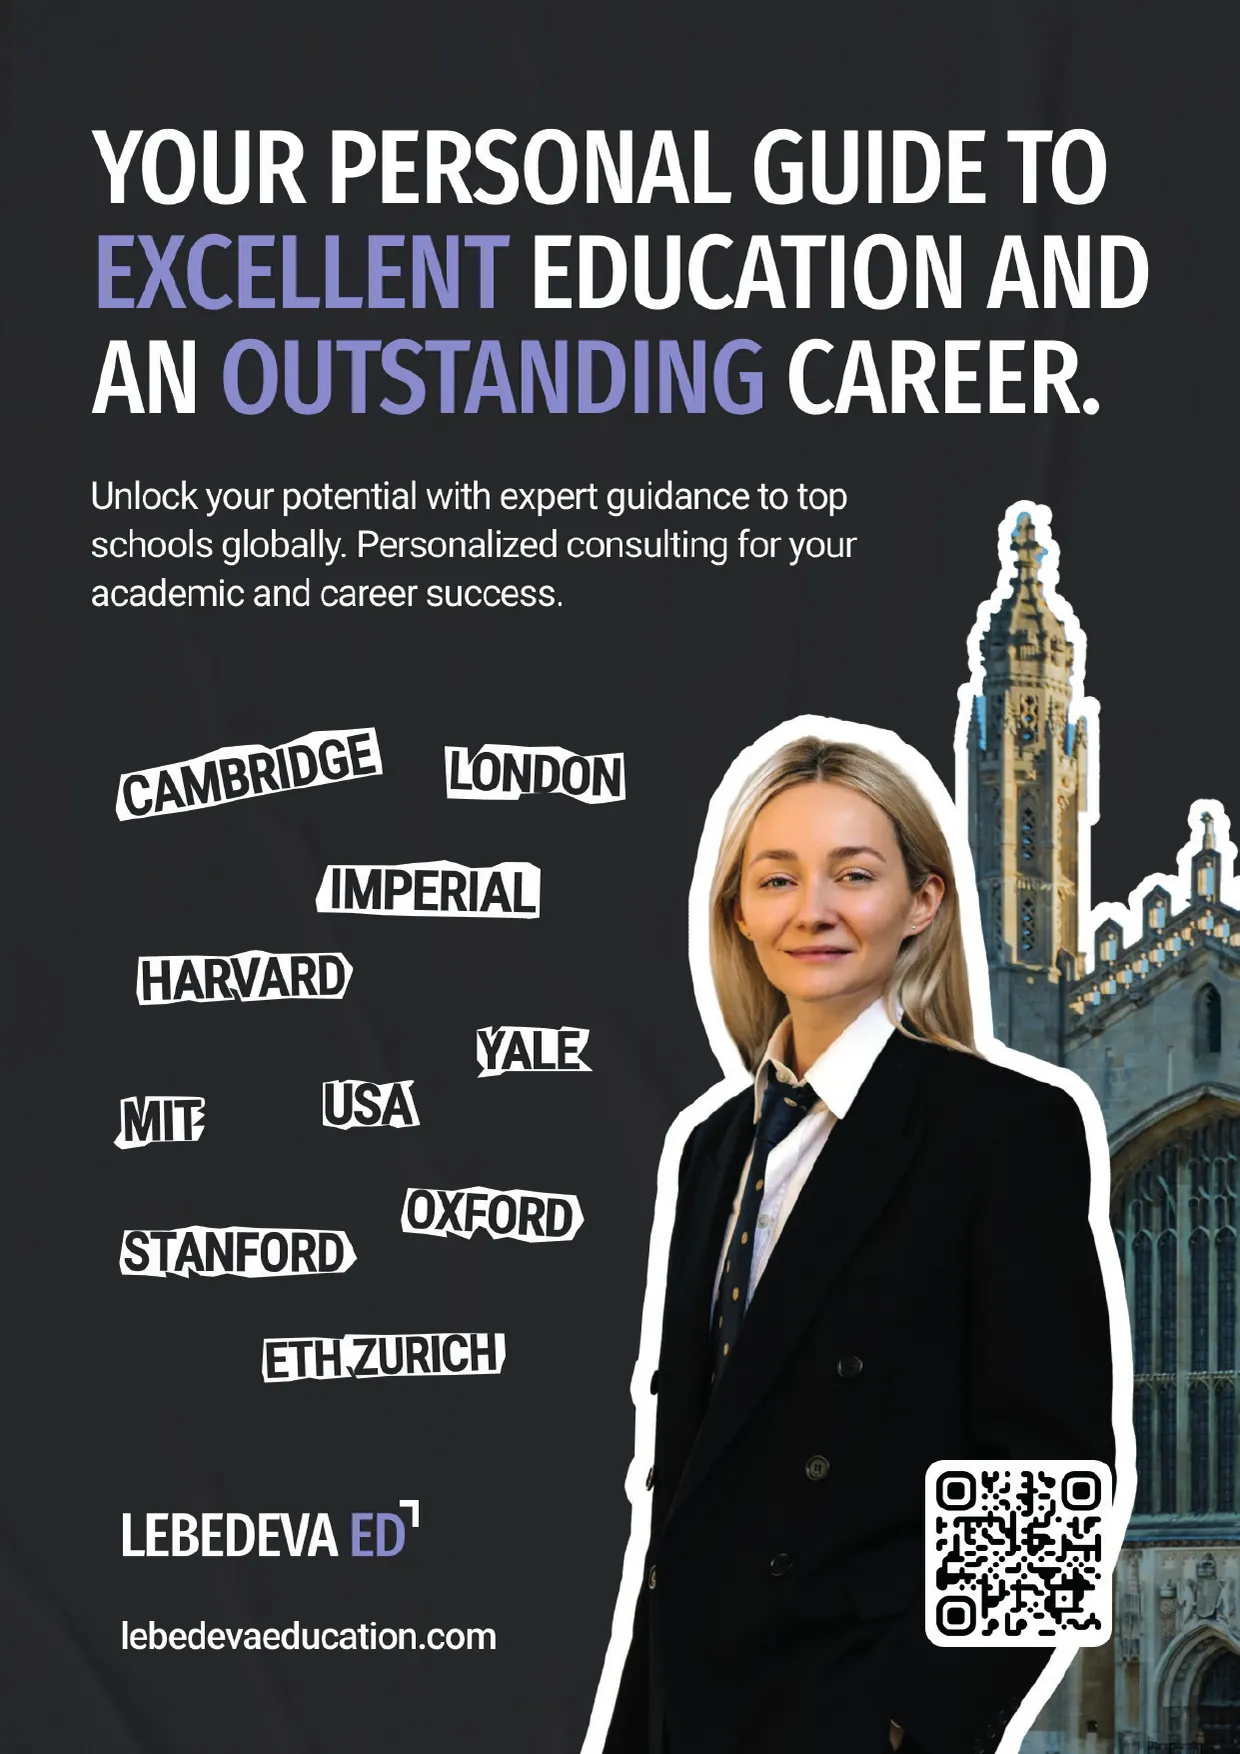 YOUR PERSONAL GUIDE TO
EXCELLENT EDUCATION AND
AN OUTSTANDING CAREER.
Unlock your potential with expert guidance to top
schools globally. Personalized consulting for your
academic and career success.
CAMBRIDGE
LONDON
IMPERIAL
HARVARD
YALE
MIT
USA
OXFORD
STANFORD
ETH ZURICH
LEBEDEVA ED
lebedevaeducation.com